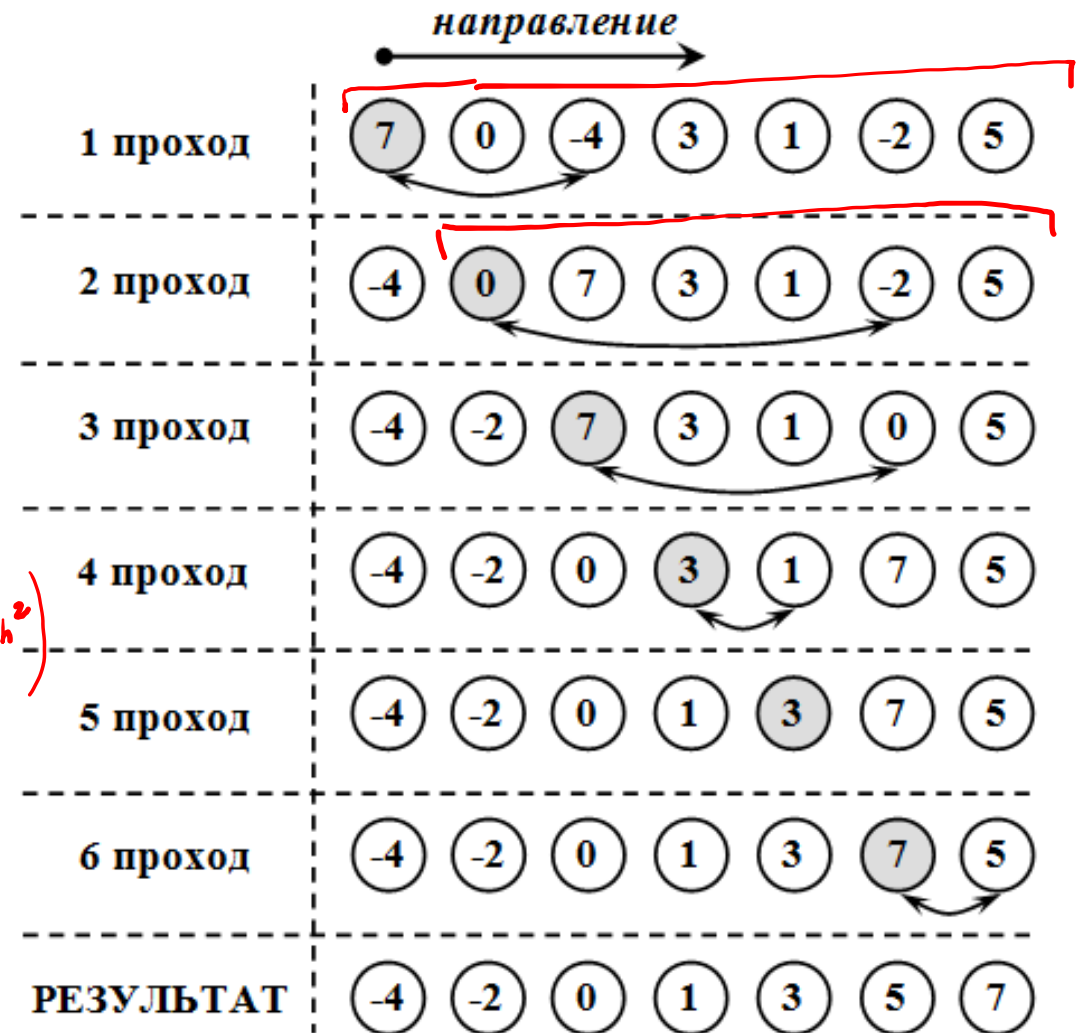 направление
1 проход 7 0 -4 3 1 -2 5
2 проход -4 0 7 3 1 -2 5
3 проход -4 -2 7 3 1 0 5
4 проход -4 -2 0 3 1 7 5
n²)
5 проход -4 -2 0 1 3 7 5
6 проход -4 -2 0 1 3 7 5
РЕЗУЛЬТАТ -4 -2 0 1 3 5 7